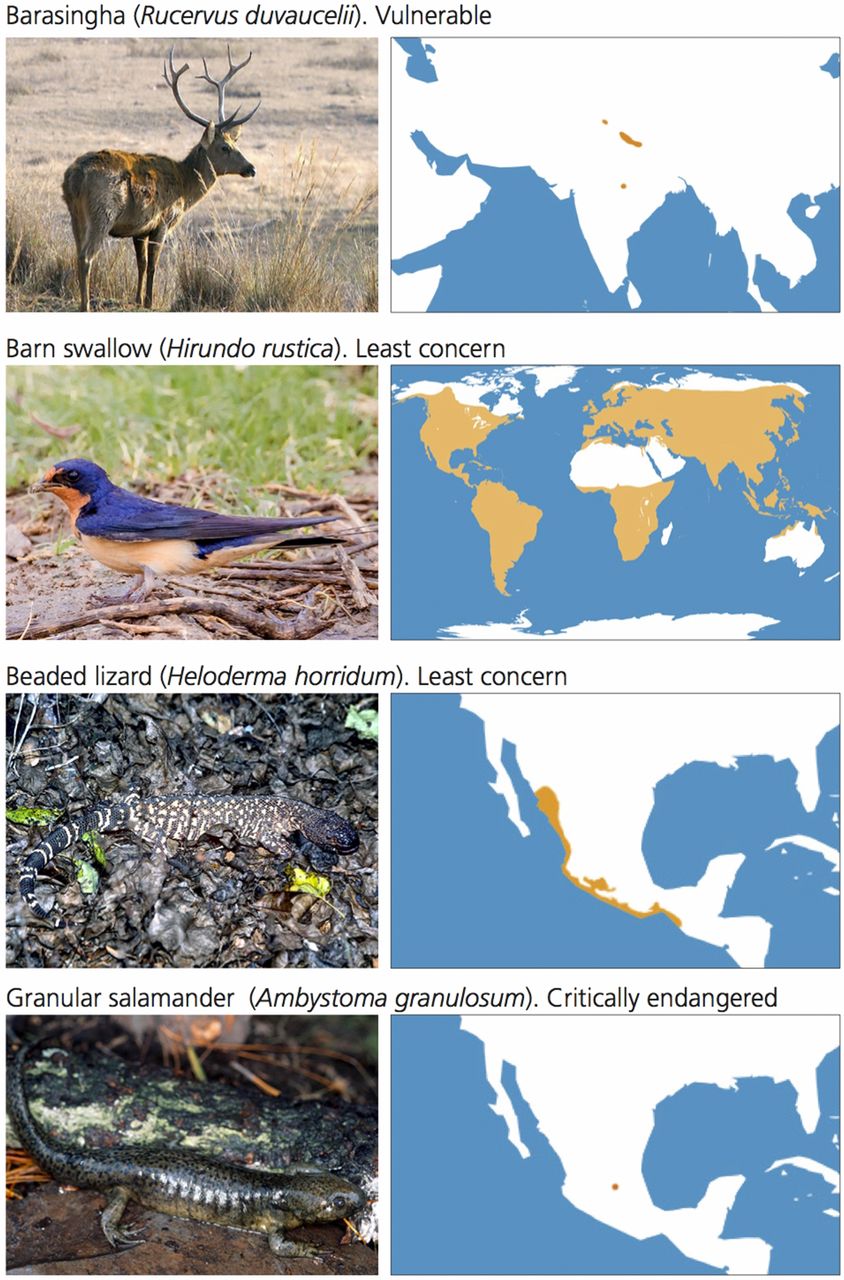 Barasingha (Rucervus duvaucelii). Vulnerable
Barn swallow (Hirundo rustica). Least concern
Beaded lizard (Heloderma horridum). Least concern
Granular salamander (Ambystoma granulosum). Critically endangered